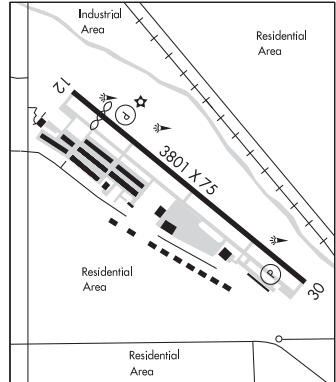 Industrial
Area
Residential
Area
12
P
3801 X 75
P
30
Residential
Area
Residential
Area